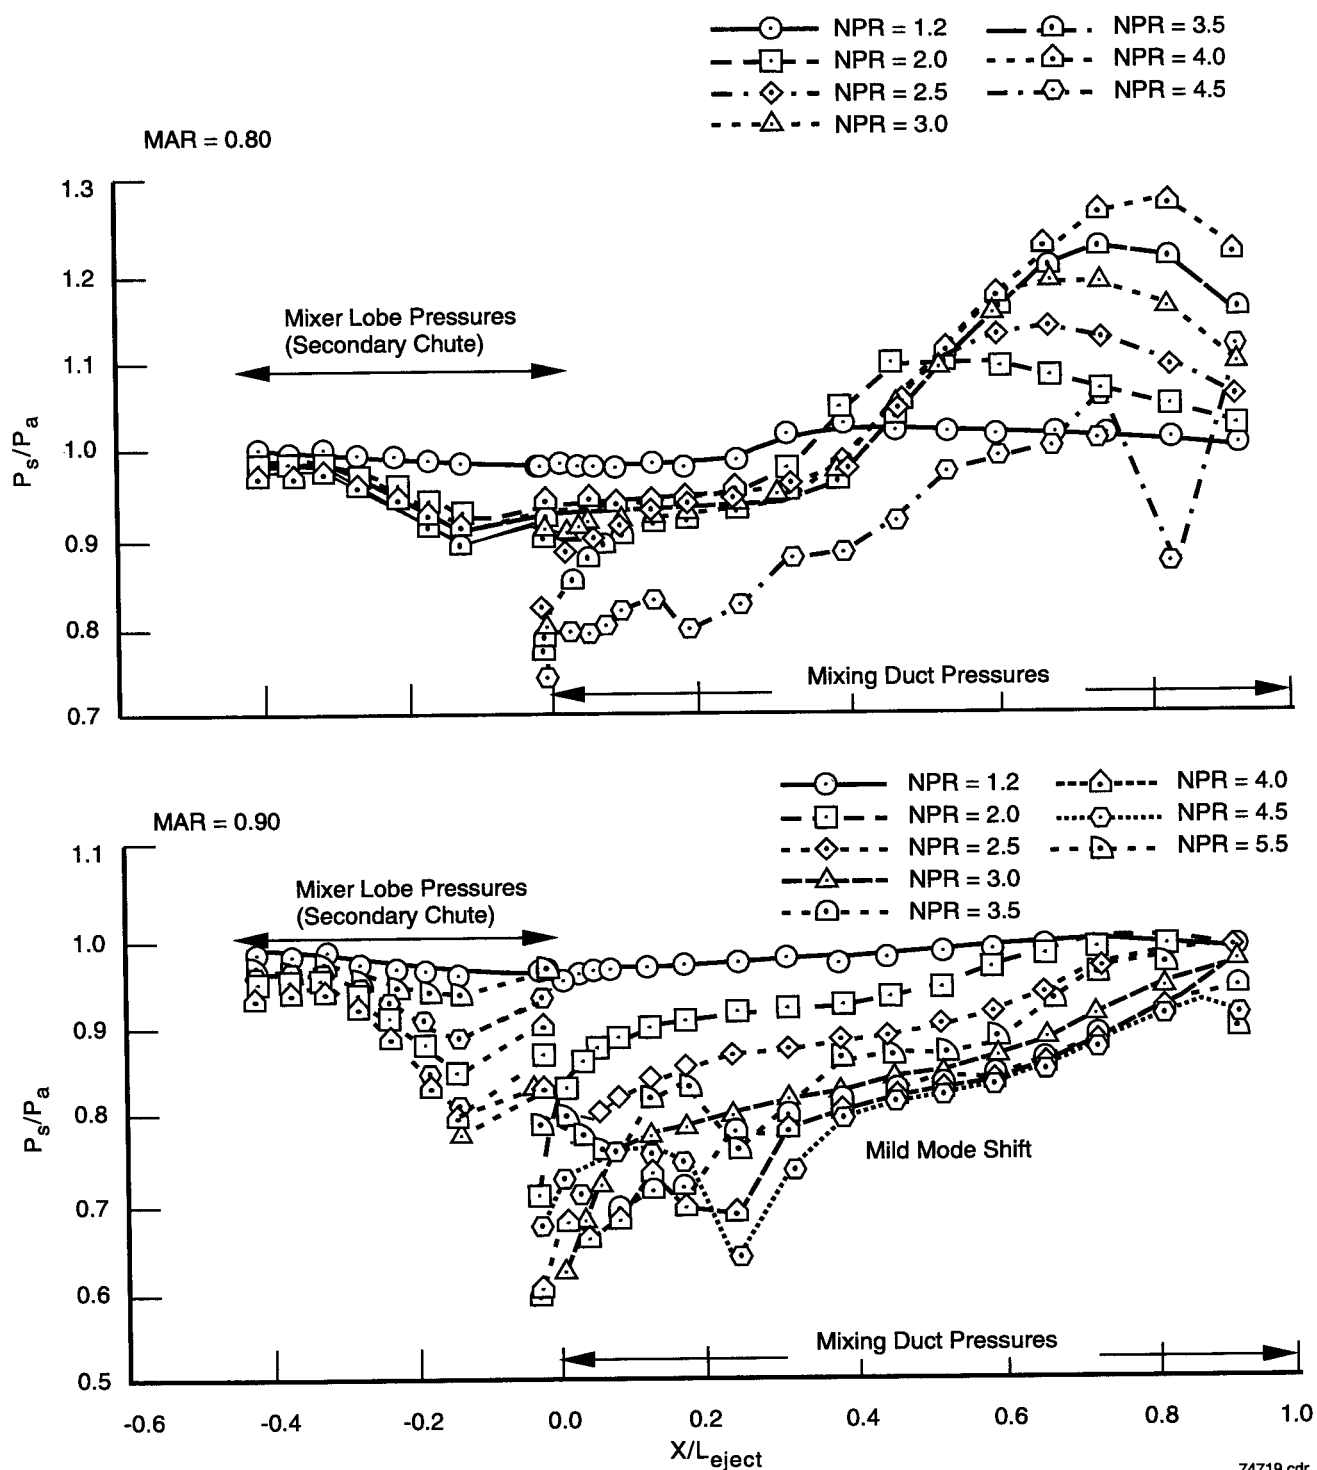 NPR = 1.2
NPR = 3.5
NPR = 2.0
NPR = 4.0
NPR = 2.5
NPR = 4.5
NPR = 3.0
MAR = 0.80
1.3
1.2
1.1
1.0
0.9
0.8
0.7
Ps/Pa
Mixer Lobe Pressures
(Secondary Chute)
Mixing Duct Pressures
NPR = 1.2
NPR = 4.0
NPR = 2.0
NPR = 4.5
NPR = 2.5
NPR = 5.5
NPR = 3.0
NPR = 3.5
MAR = 0.90
1.1
1.0
0.9
0.8
0.7
0.6
0.5
Ps/Pa
Mixer Lobe Pressures
(Secondary Chute)
Mild Mode Shift
Mixing Duct Pressures
-0.6 -0.4 -0.2 0.0 0.2 0.4 0.6 0.8 1.0
X/Leject
74719.cdr